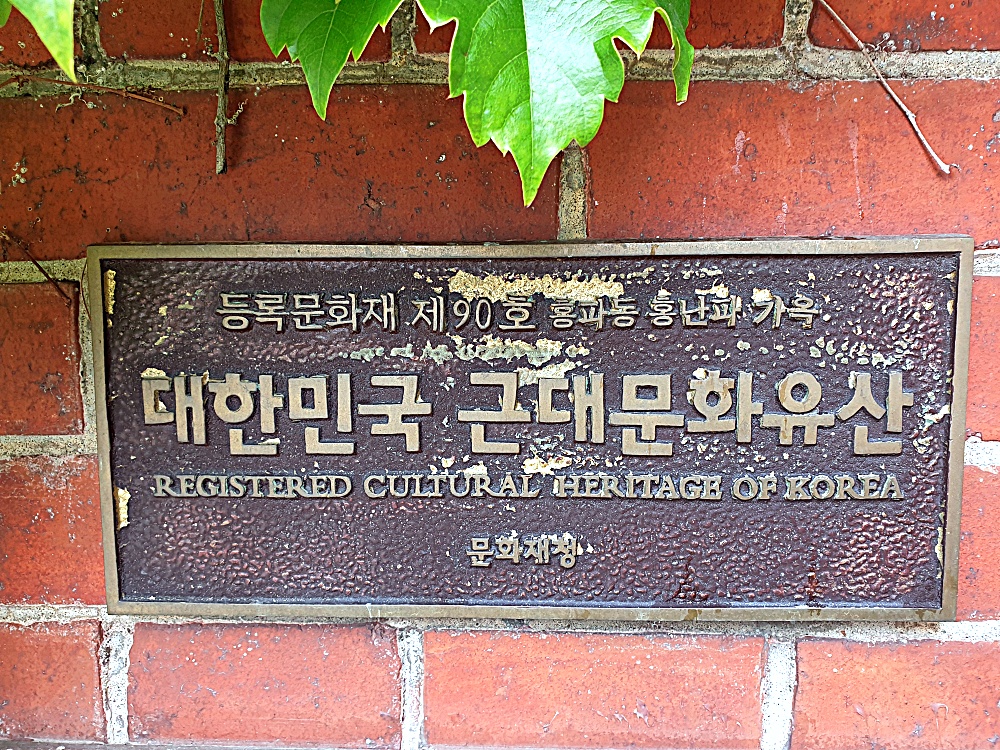 등록문화재 제90호 홍파동 홍난파 가옥
대한민국 근대문화유산
REGISTERED CULTURAL HERITAGE OF KOREA
문화재청